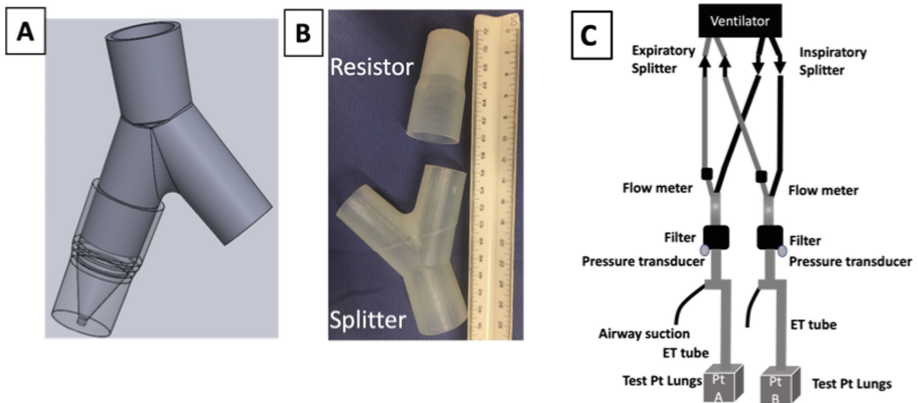 A
B
Resistor
Splitter
C
Ventilator
Expiratory
Splitter
Inspiratory
Splitter
Flow meter
Flow meter
Filter
Filter
Pressure transducer
Pressure transducer
Airway suction
ET tube
ET tube
Test Pt Lungs
Pt
A
Pt
B
Test Pt Lungs